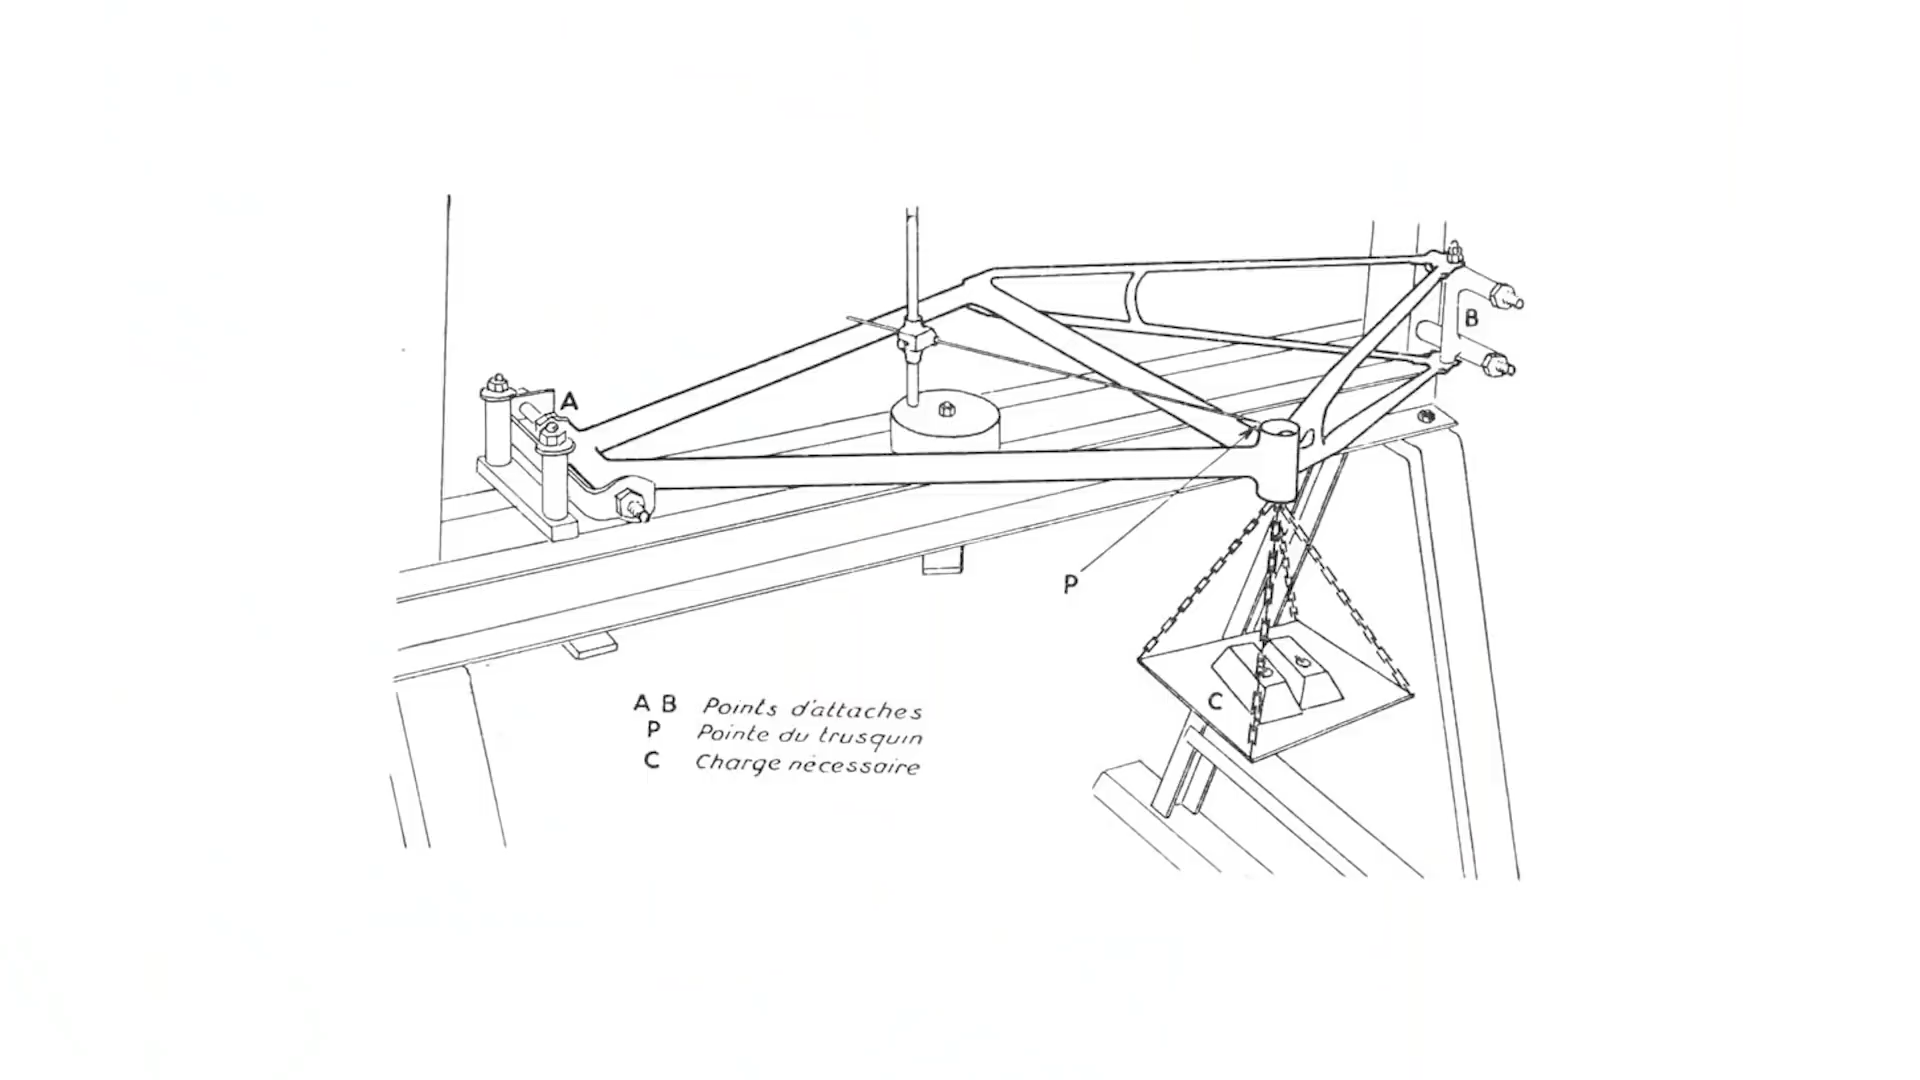 A
B
P
C
A B Points d'attaches
P Pointe du trusquin
C Charge nécessaire